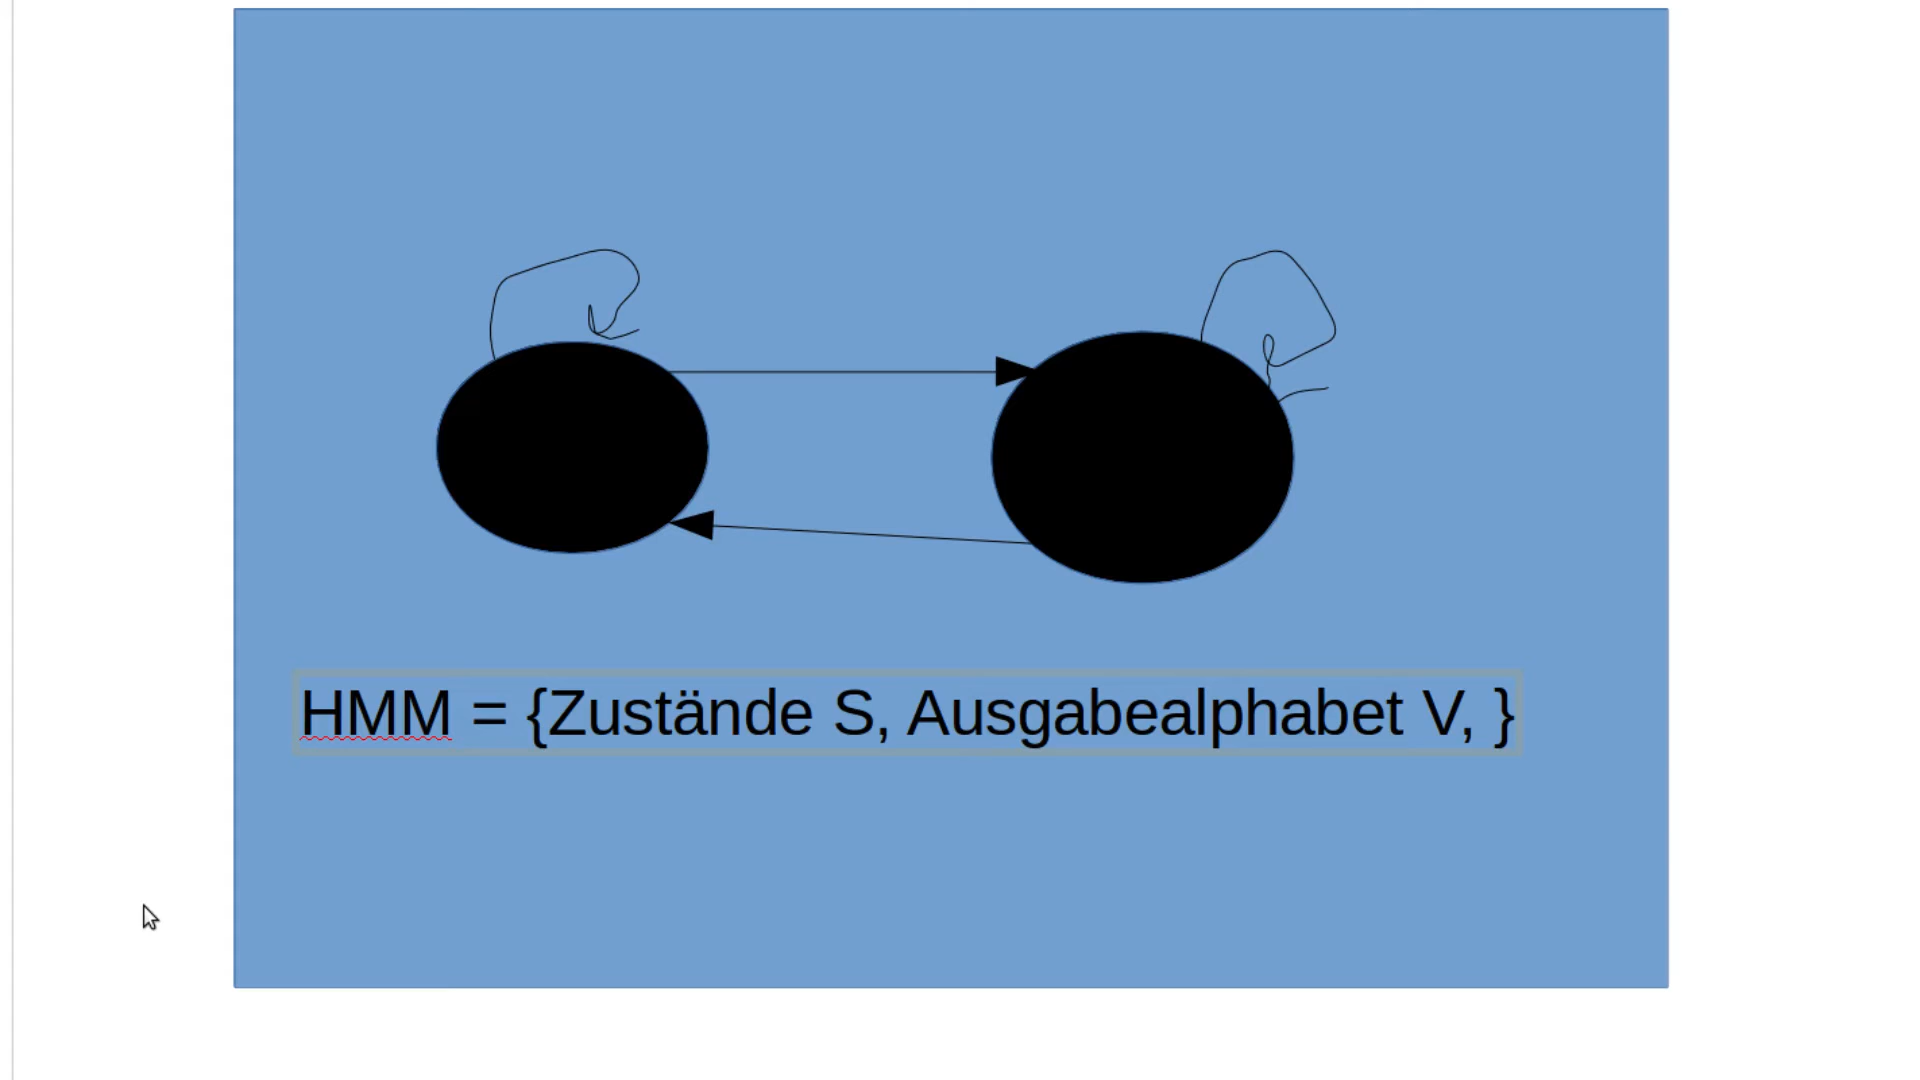 HMM = {Zustände S, Ausgabealphabet V, }